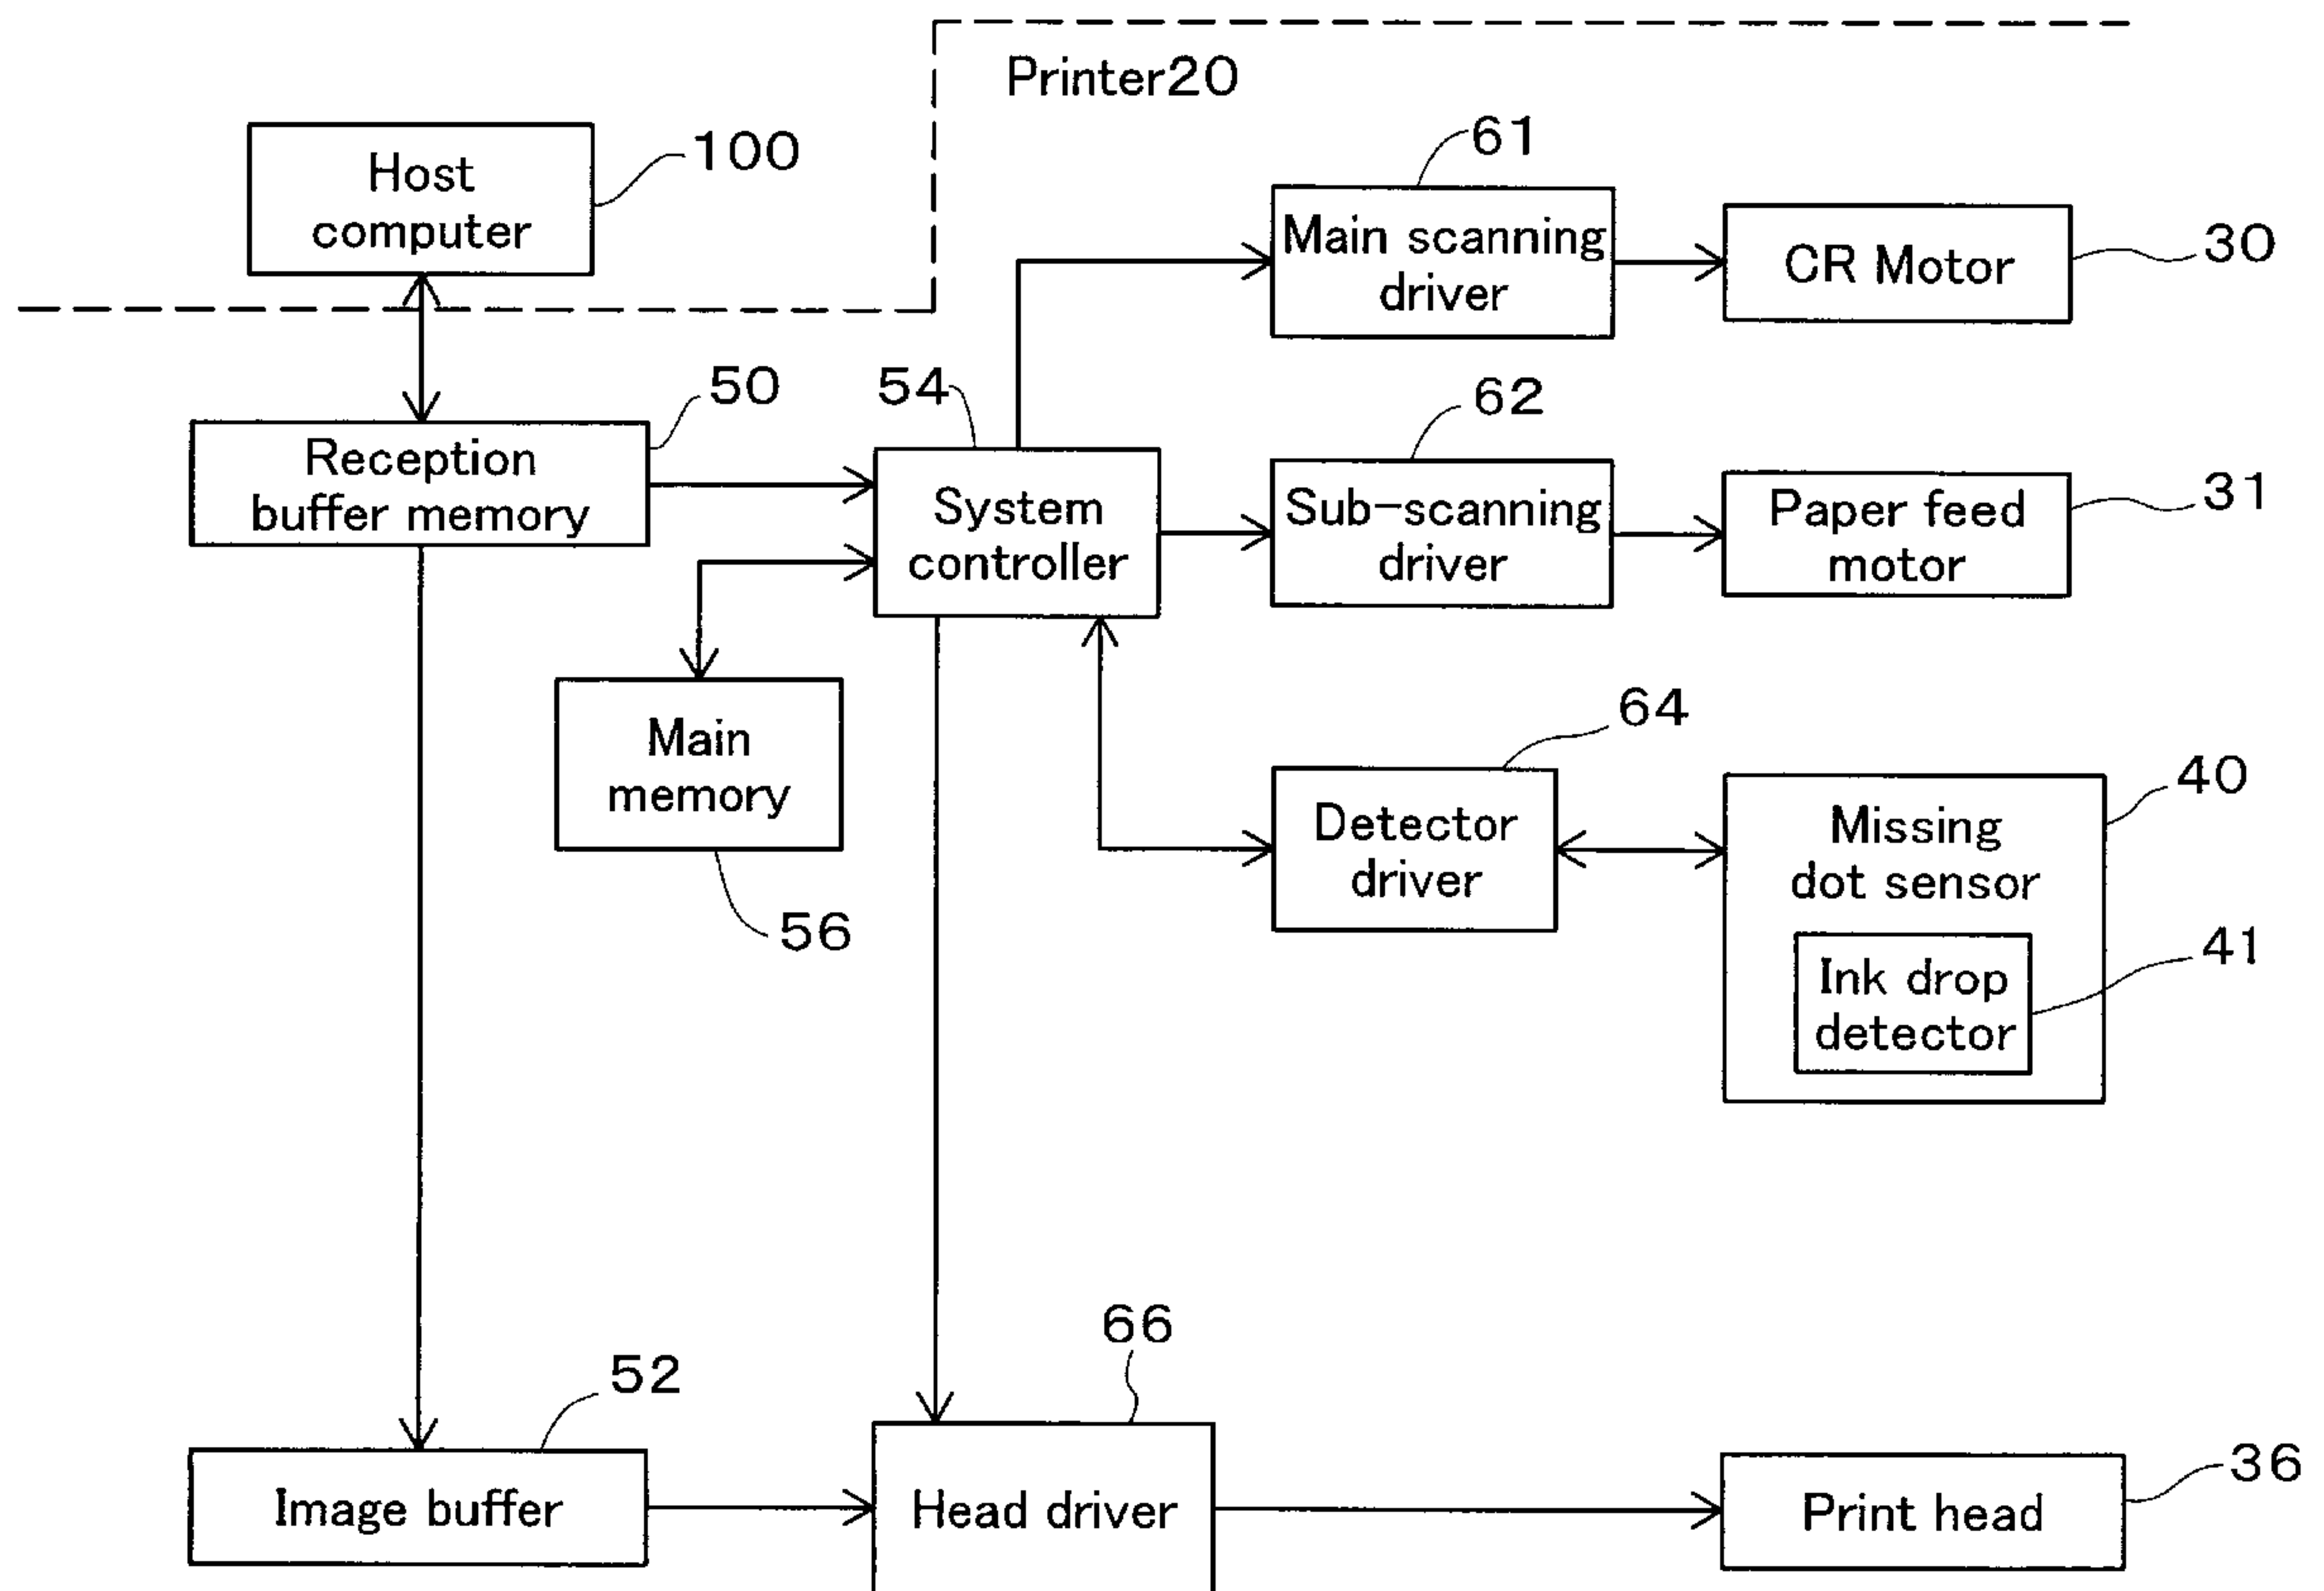 Printer20
Host
computer
100
61
Main scanning
driver
CR Motor
30
50
Reception
buffer memory
54
System
controller
62
Sub-scanning
driver
Paper feed
motor
31
Main
memory
56
64
Detector
driver
40
Missing
dot sensor
Ink drop
detector
41
52
Image buffer
66
Head driver
Print head
36